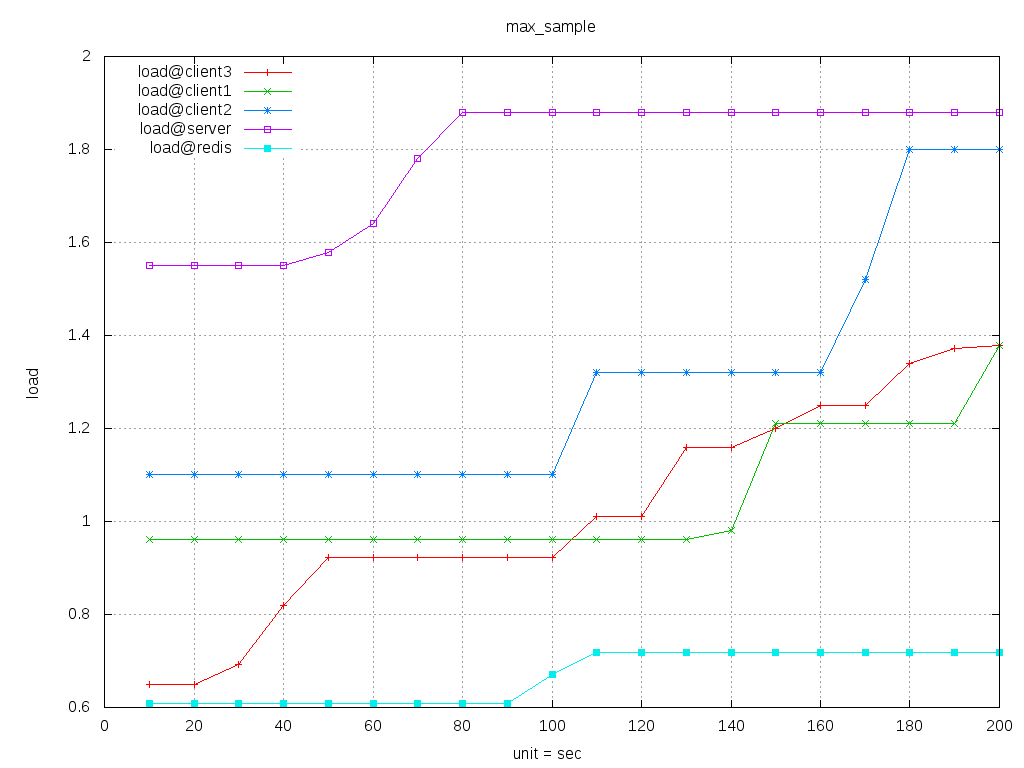 max_sample
load@client3
load@client1
load@client2
load@server
load@redis
2
1.8
1.6
1.4
1.2
1
0.8
0.6
load
0 20 40 60 80 100 120 140 160 180 200
unit = sec